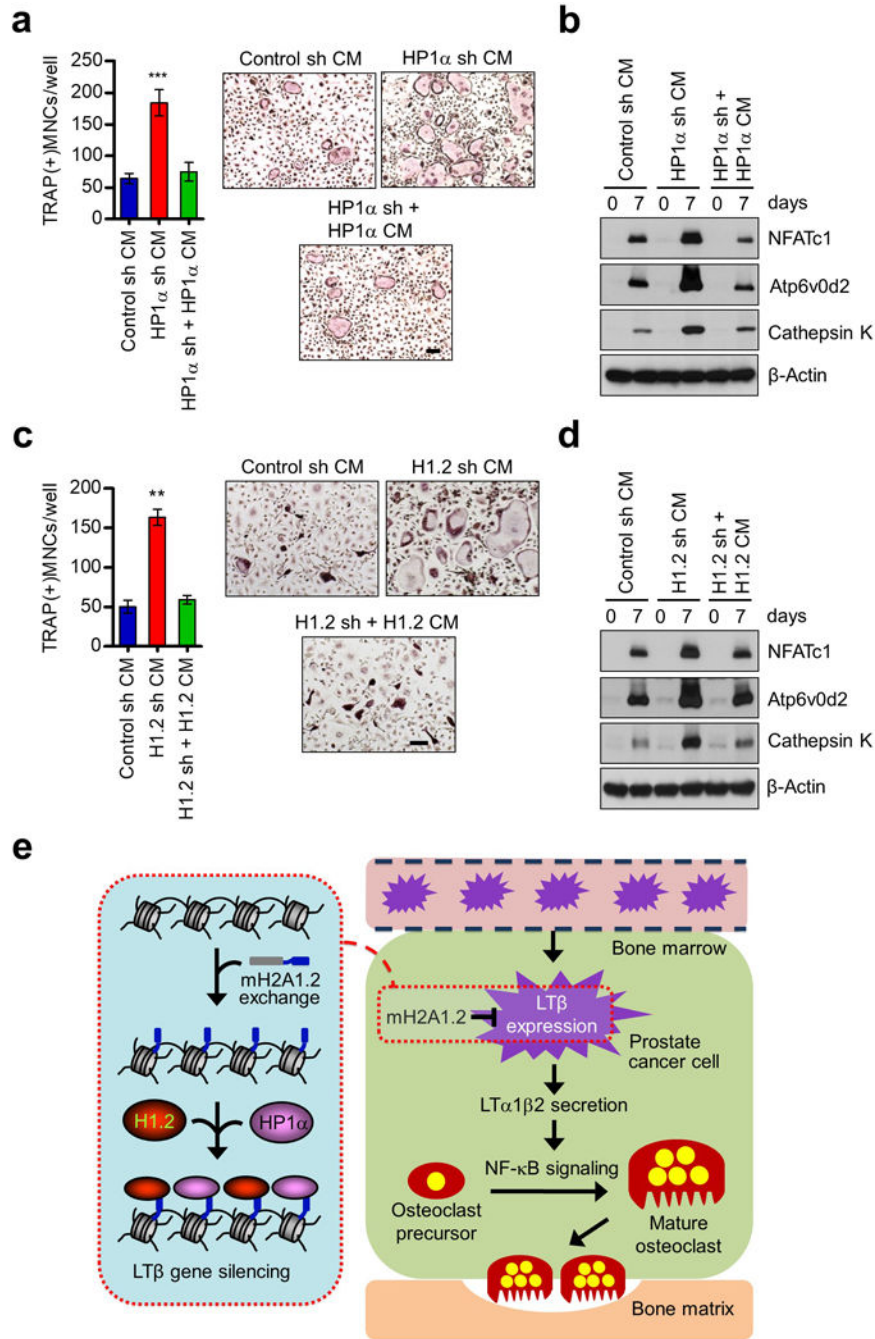 a
TRAP(+)MNCs/well
250
200
150
100
50
0
***
Control sh CM
HP1α sh CM
HP1α sh + HP1α CM
Control sh CM
HP1α sh CM
HP1α sh +
HP1α CM
b
Control sh CM
HP1α sh CM
HP1α sh +
HP1α CM
0 7 0 7 0 7 days
NFATc1
Atp6v0d2
Cathepsin K
β-Actin
c
TRAP(+)MNCs/well
200
150
100
50
0
**
Control sh CM
H1.2 sh CM
H1.2 sh + H1.2 CM
Control sh CM
H1.2 sh CM
H1.2 sh + H1.2 CM
d
Control sh CM
H1.2 sh CM
H1.2 sh +
H1.2 CM
0 7 0 7 0 7 days
NFATc1
Atp6v0d2
Cathepsin K
β-Actin
e
mH2A1.2
exchange
H1.2
HP1α
LTβ gene silencing
Bone marrow
mH2A1.2
LTβ
expression
Prostate
cancer cell
LTα1β2 secretion
NF-κB signaling
Osteoclast
precursor
Mature
osteoclast
Bone matrix